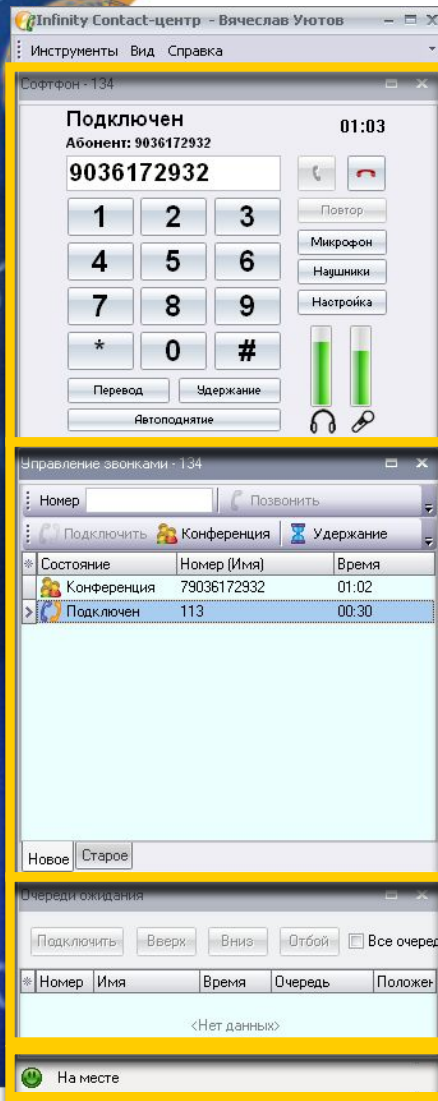 Infinity Contact-центр - Вячеслав Уютов
Инструменты Вид Справка
Софтфон - 134
Подключен
01:03
Абонент: 9036172932
9036172932
1 2 3
Повтор
Микрофон
4 5 6
Наушники
7 8 9
Настройка
* 0 #
Перевод Удержание
Автоподнятие
Управление звонками - 134
Номер Позвонить
Подключить Конференция Удержание
Состояние Номер (Имя) Время
Конференция 79036172932 01:02
Подключен 113 00:30
Новое Старое
Очереди ожидания
Подключить Вверх Вниз Отбой Все очеред
Номер Имя Время Очередь Положен
<Нет данных>
На месте